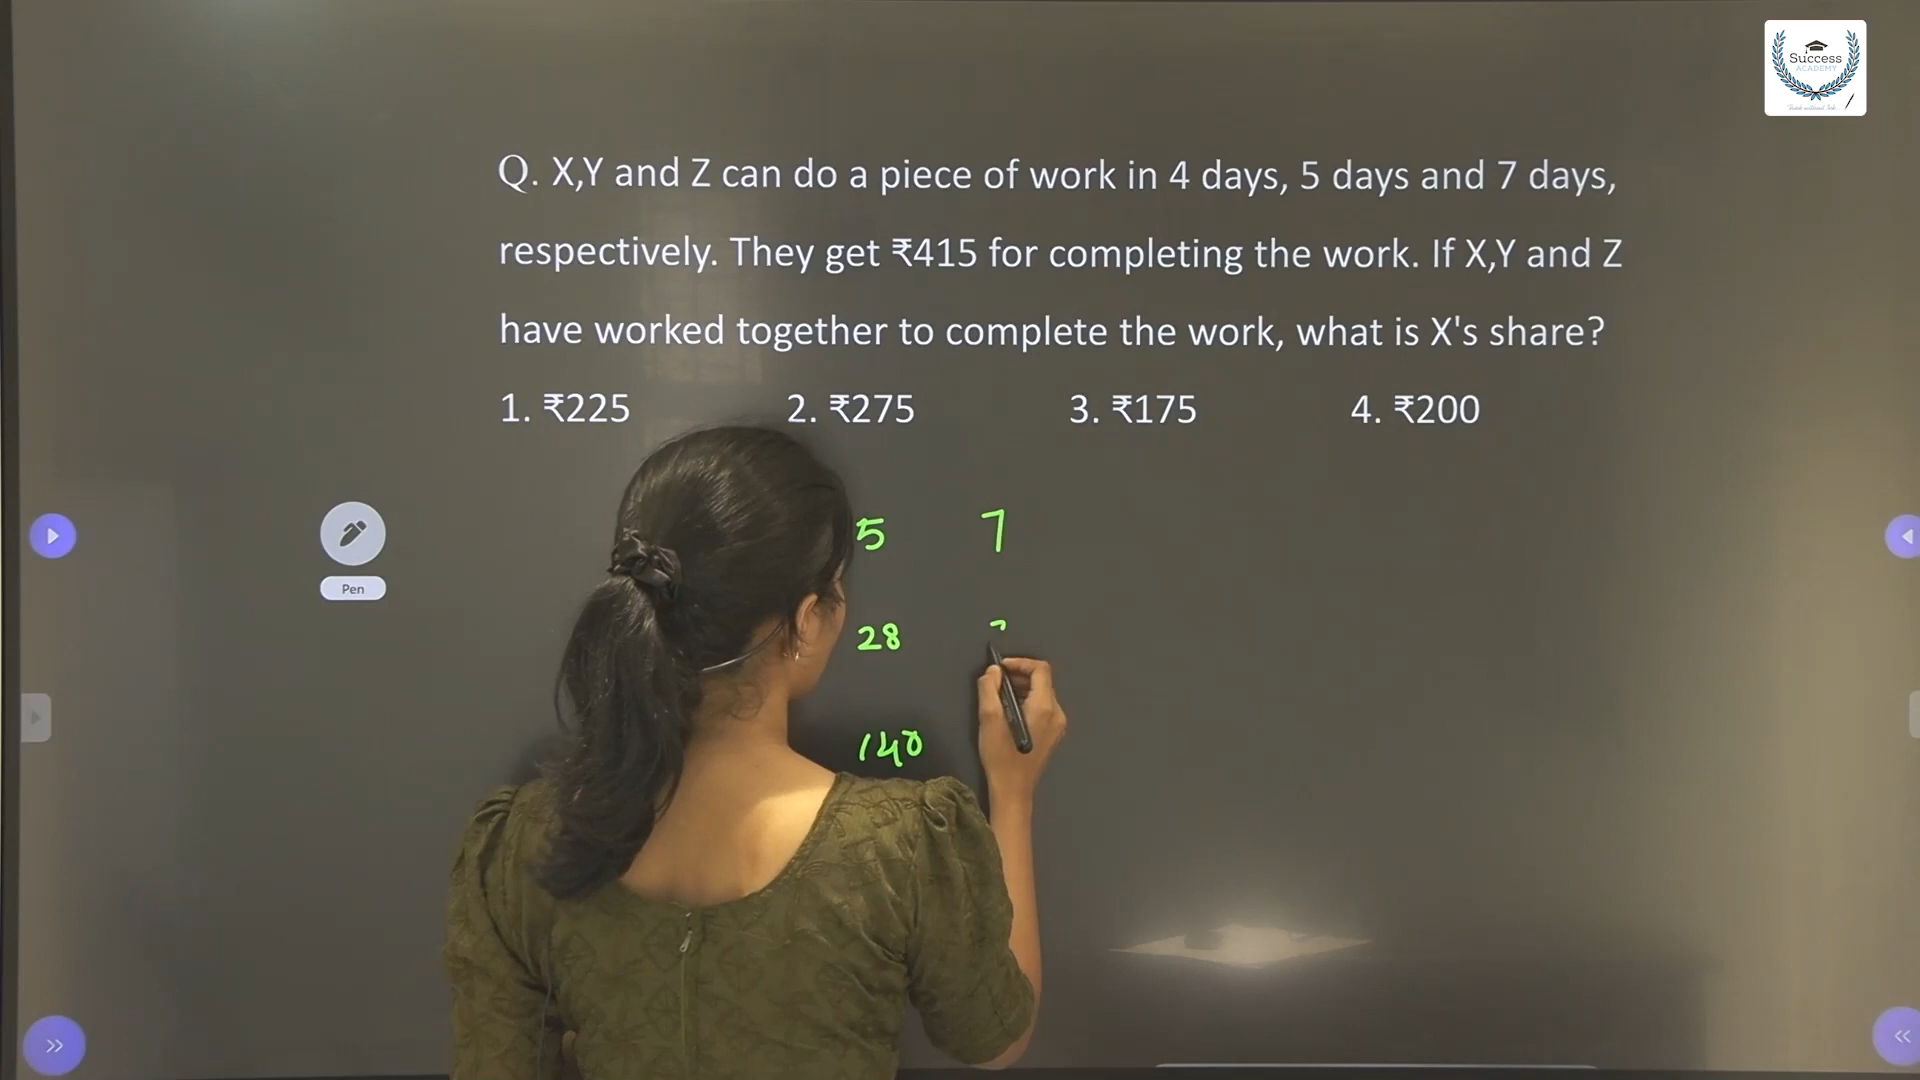 Success
ACADEMY
Q. X,Y and Z can do a piece of work in 4 days, 5 days and 7 days,
respectively. They get ₹415 for completing the work. If X,Y and Z
have worked together to complete the work, what is X's share?
1. ₹225 2. ₹275 3. ₹175 4. ₹200
5 7
Pen
28
140